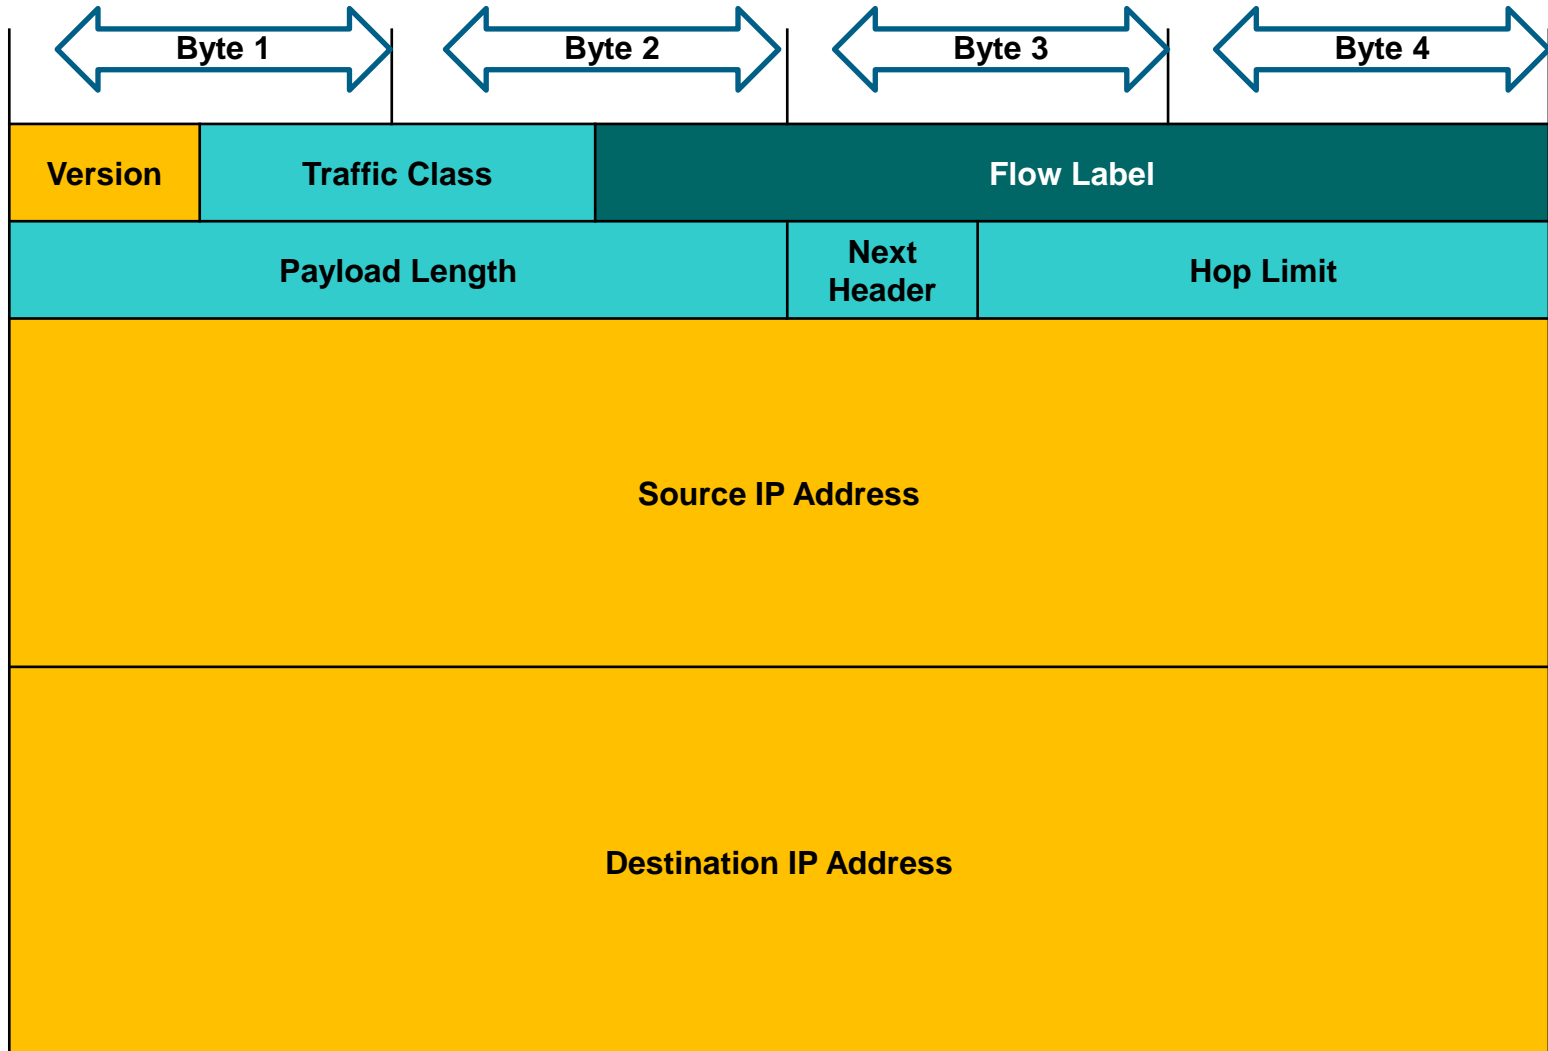 Byte 1 Byte 2 Byte 3 Byte 4
Version Traffic Class Flow Label
Payload Length Next Header Hop Limit
Source IP Address
Destination IP Address